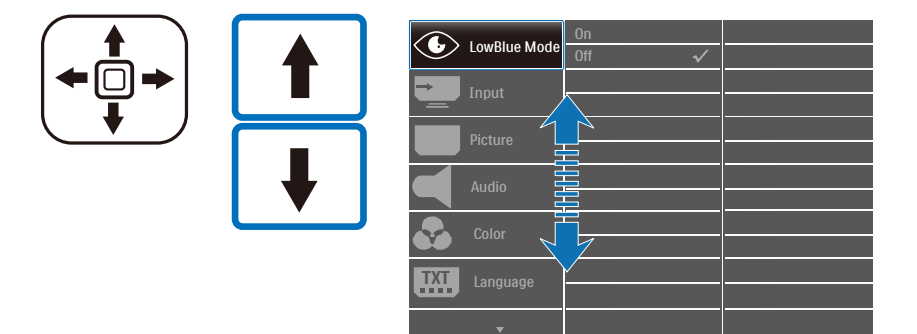 LowBlue Mode
On
Off
Input
Picture
Audio
Color
TXT
Language